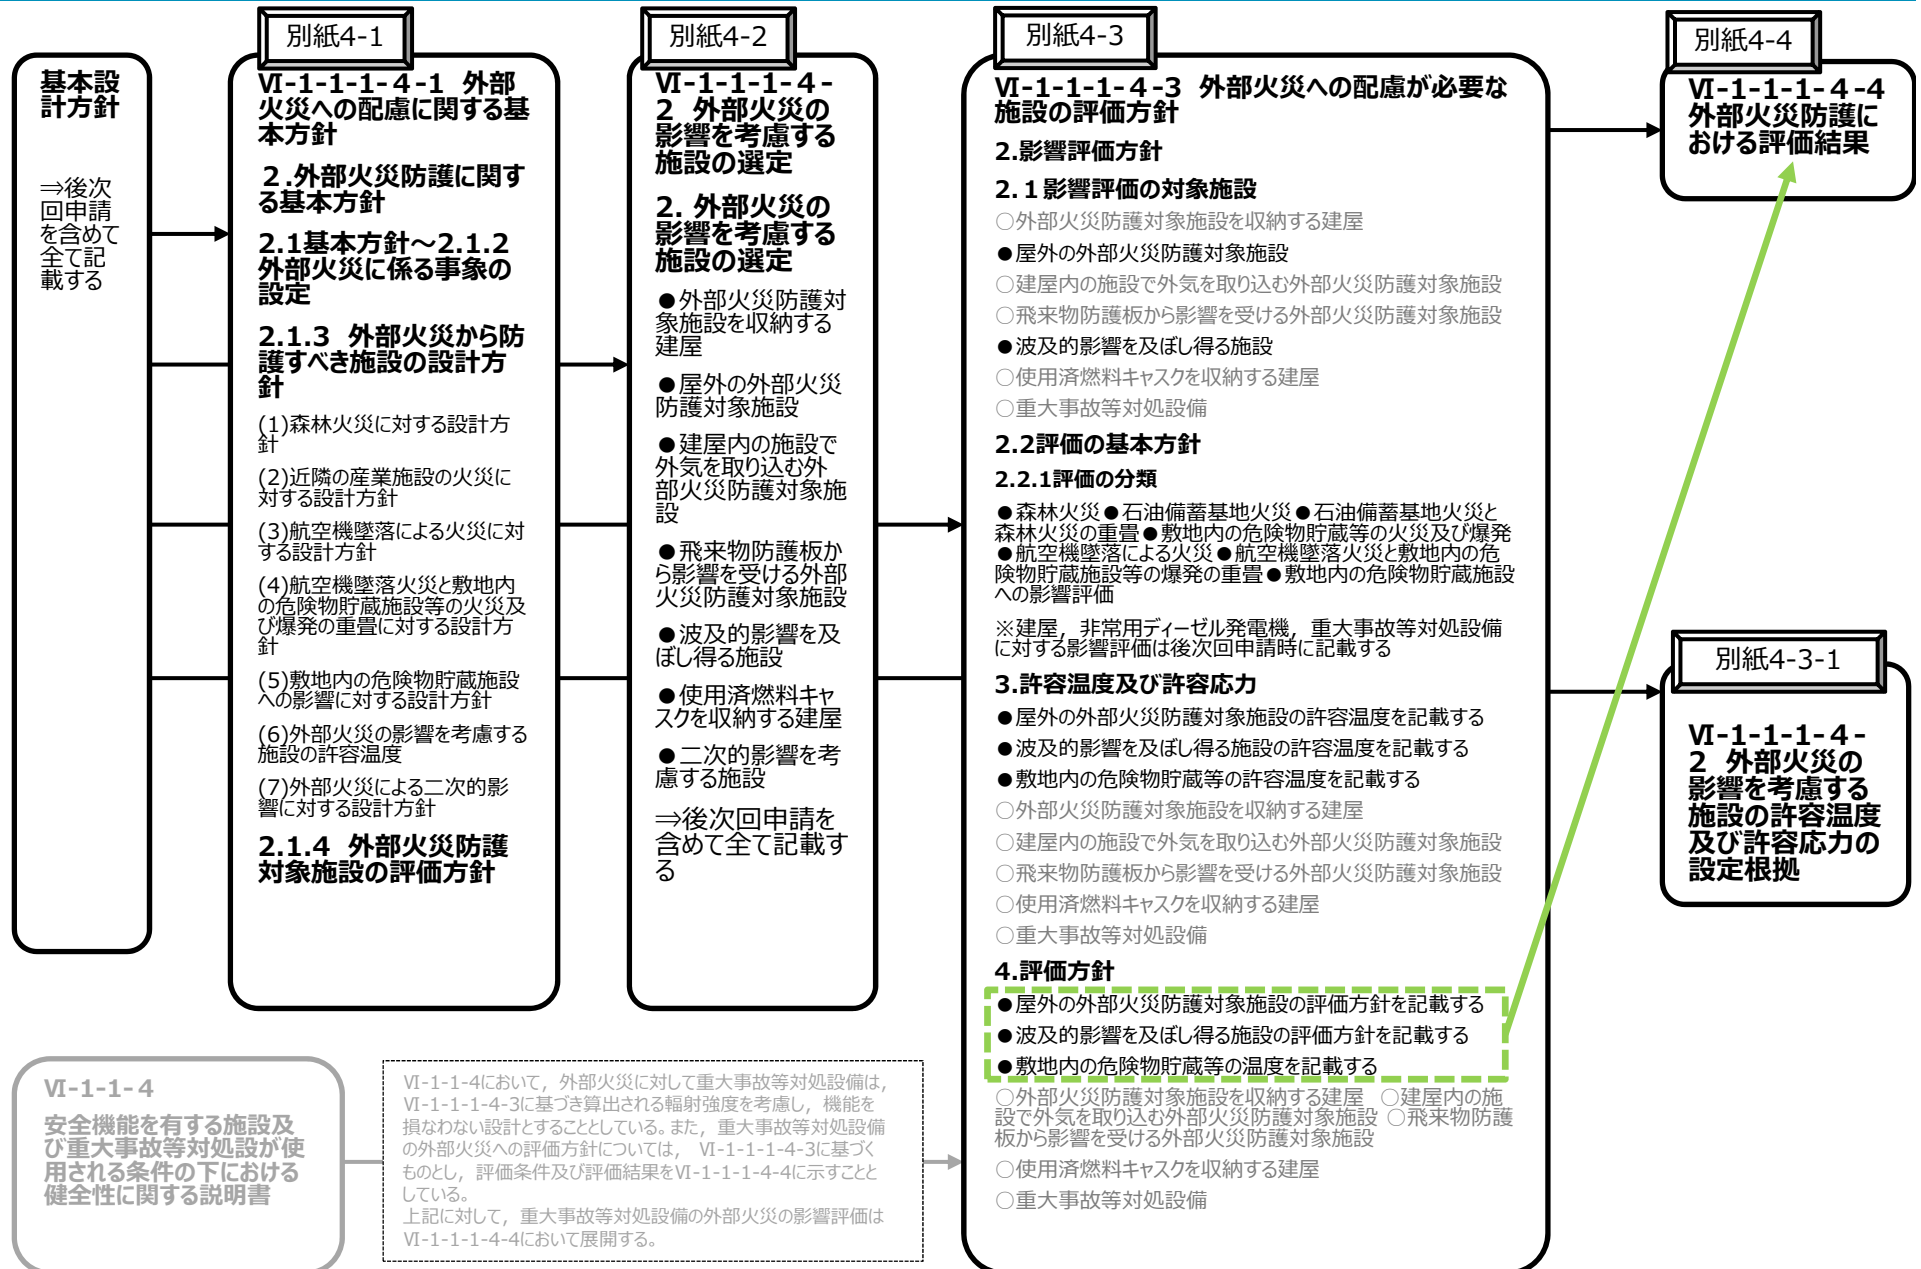 基本設
計方針
⇒後次
回申請
を含めて
全て記
載する
別紙4-1
Ⅵ-1-1-1-4-1 外部
火災への配慮に関する基
本方針
２.外部火災防護に関す
る基本方針
2.1基本方針～2.1.2
外部火災に係る事象の
設定
2.1.3 外部火災から防
護すべき施設の設計方
針
(1)森林火災に対する設計方
針
(2)近隣の産業施設の火災に
対する設計方針
(3)航空機墜落による火災に対
する設計方針
(4)航空機墜落火災と敷地内
の危険物貯蔵施設等の火災及
び爆発の重畳に対する設計方
針
(5)敷地内の危険物貯蔵施設
への影響に対する設計方針
(6)外部火災の影響を考慮する
施設の許容温度
(7)外部火災による二次的影
響に対する設計方針
2.1.4 外部火災防護
対象施設の評価方針
別紙4-2
Ⅵ-1-1-1-4-
2 外部火災の
影響を考慮する
施設の選定
2. 外部火災の
影響を考慮する
施設の選定
●外部火災防護対
象施設を収納する
建屋
●屋外の外部火災
防護対象施設
●建屋内の施設で
外気を取り込む外
部火災防護対象施
設
●飛来物防護板か
ら影響を受ける外部
火災防護対象施設
●波及的影響を及
ぼし得る施設
●使用済燃料キャ
スクを収納する建屋
●二次的影響を考
慮する施設
⇒後次回申請を
含めて全て記載す
る
別紙4-3
Ⅵ-1-1-1-4-3 外部火災への配慮が必要な
施設の評価方針
2.影響評価方針
2.１影響評価の対象施設
○外部火災防護対象施設を収納する建屋
●屋外の外部火災防護対象施設
○建屋内の施設で外気を取り込む外部火災防護対象施設
○飛来物防護板から影響を受ける外部火災防護対象施設
●波及的影響を及ぼし得る施設
○使用済燃料キャスクを収納する建屋
○重大事故等対処設備
2.2評価の基本方針
2.2.1評価の分類
●森林火災●石油備蓄基地火災●石油備蓄基地火災と
森林火災の重畳●敷地内の危険物貯蔵等の火災及び爆発
●航空機墜落による火災●航空機墜落火災と敷地内の危
険物貯蔵施設等の爆発の重畳●敷地内の危険物貯蔵施設
への影響評価
※建屋，非常用ディーゼル発電機，重大事故等対処設備
に対する影響評価は後次回申請時に記載する
3.許容温度及び許容応力
●屋外の外部火災防護対象施設の許容温度を記載する
●波及的影響を及ぼし得る施設の許容温度を記載する
●敷地内の危険物貯蔵等の許容温度を記載する
○外部火災防護対象施設を収納する建屋
○建屋内の施設で外気を取り込む外部火災防護対象施設
○飛来物防護板から影響を受ける外部火災防護対象施設
○使用済燃料キャスクを収納する建屋
○重大事故等対処設備
4.評価方針
●屋外の外部火災防護対象施設の評価方針を記載する
●波及的影響を及ぼし得る施設の評価方針を記載する
●敷地内の危険物貯蔵等の温度を記載する
○外部火災防護対象施設を収納する建屋 ○建屋内の施
設で外気を取り込む外部火災防護対象施設 ○飛来物防護
板から影響を受ける外部火災防護対象施設
○使用済燃料キャスクを収納する建屋
○重大事故等対処設備
別紙4-4
Ⅵ-1-1-1-4-4
外部火災防護に
おける評価結果
別紙4-3-1
Ⅵ-1-1-1-4-
2 外部火災の
影響を考慮する
施設の許容温度
及び許容応力の
設定根拠
Ⅵ-1-1-4
安全機能を有する施設及
び重大事故等対処設が使
用される条件の下における
健全性に関する説明書
Ⅵ-1-1-4において，外部火災に対して重大事故等対処設備は，
Ⅵ-1-1-1-4-3に基づき算出される輻射強度を考慮し，機能を
損なわない設計とすることとしている。また，重大事故等対処設備
の外部火災への評価方針については， Ⅵ-1-1-1-4-3に基づく
ものとし，評価条件及び評価結果をⅥ-1-1-1-4-4に示すことと
している。
上記に対して，重大事故等対処設備の外部火災の影響評価は
Ⅵ-1-1-1-4-4において展開する。